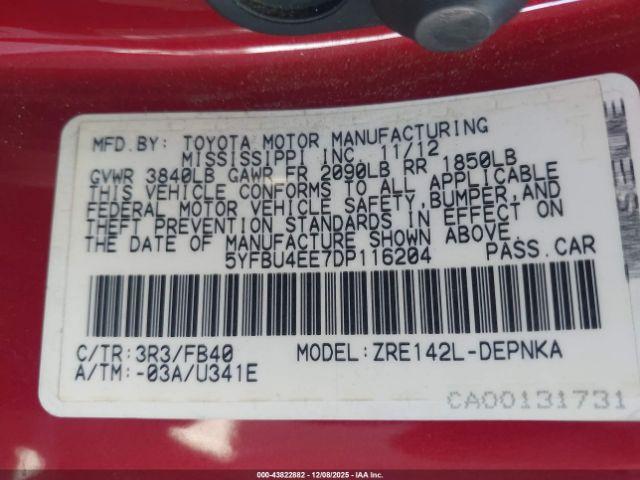 MFD.BY: TOYOTA MOTOR MANUFACTURING
MISSISSIPPI INC. 11/12
GVWR 3840LB GAWR FR 2090LB RR 1850LB
THIS VEHICLE CONFORMS TO ALL APPLICABLE
FEDERAL MOTOR VEHICLE SAFETY,BUMPER,AND
THEFT PREVENTION STANDARDS IN EFFECT ON
THE DATE OF MANUFACTURE SHOWN ABOVE.
5YFBU4EE7DP116204 PASS.CAR
C/TR:3R3/FB40 MODEL:ZRE142L-DEPNKA
A/TM:-03A/U341E
CA00131731
000-43822882 | 12/08/2025 | IAA Inc.